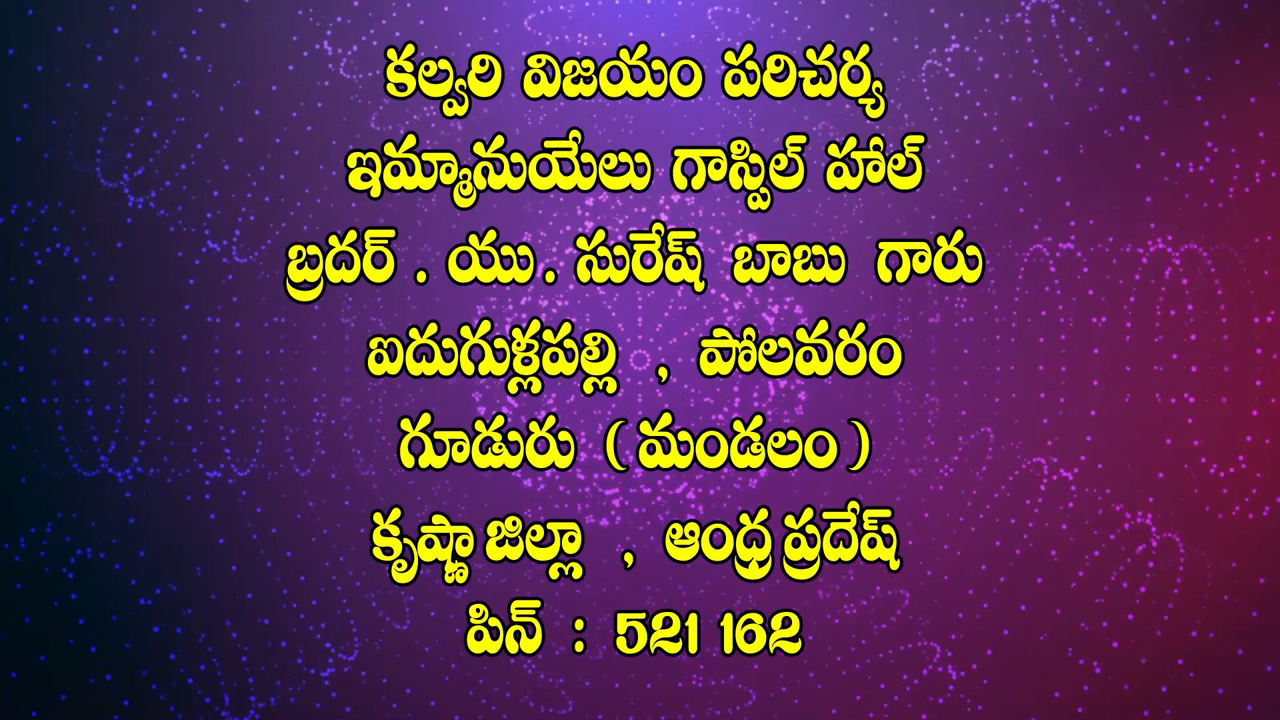 కల్వరి విజయం పరిచర్య
ఇమ్మానుయేలు గాస్పిల్ హాల్
బ్రదర్ . యు . సురేష్ బాబు గారు
ఐదుగుళ్లపల్లి , పోలవరం
గూడురు ( మండలం )
కృష్ణా జిల్లా , ఆంధ్ర ప్రదేష్
పిన్ : 521 162